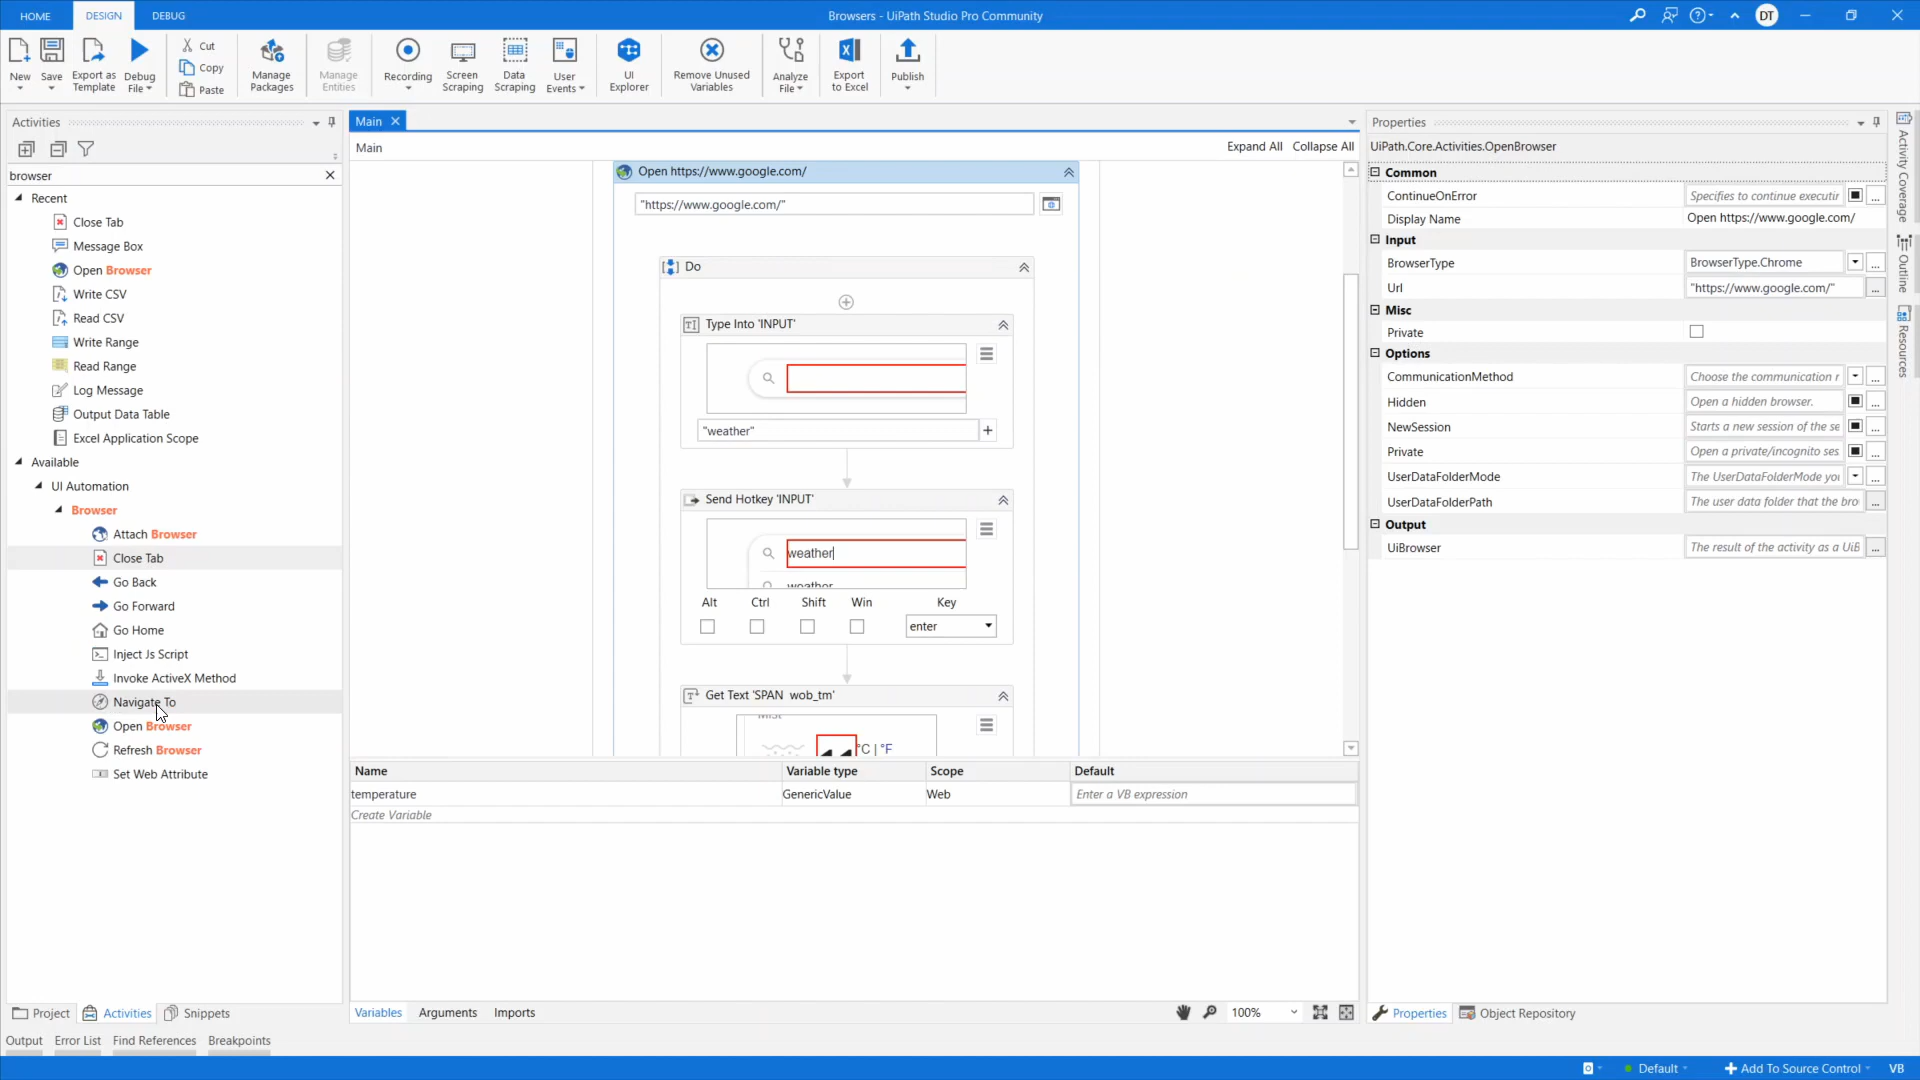 HOME DESIGN DEBUG
Browsers - UiPath Studio Pro Community
DT
New Save Export as Template Debug File
Cut
Copy
Paste
Manage Packages
Manage Entities
Recording
Screen Scraping
Data Scraping
User Events
UI Explorer
Remove Unused Variables
Analyze File
Export to Excel
Publish
Activities
browser
Recent
Close Tab
Message Box
Open Browser
Write CSV
Read CSV
Write Range
Read Range
Log Message
Output Data Table
Excel Application Scope
Available
UI Automation
Browser
Attach Browser
Close Tab
Go Back
Go Forward
Go Home
Inject Js Script
Invoke ActiveX Method
Navigate To
Open Browser
Refresh Browser
Set Web Attribute
Project Activities Snippets
Main
Main
Expand All Collapse All
Open https://www.google.com/
"https://www.google.com/"
Do
Type Into 'INPUT'
"weather"
Send Hotkey 'INPUT'
weather
weather
Alt Ctrl Shift Win Key
enter
Get Text 'SPAN wob_tm'
Mist
°C | °F
Name Variable type Scope Default
temperature GenericValue Web Enter a VB expression
Create Variable
Variables Arguments Imports
100%
Properties
UiPath.Core.Activities.OpenBrowser
Common
ContinueOnError Specifies to continue executin
Display Name Open https://www.google.com/
Input
BrowserType BrowserType.Chrome
Url "https://www.google.com/"
Misc
Private
Options
CommunicationMethod Choose the communication r
Hidden Open a hidden browser.
NewSession Starts a new session of the se
Private Open a private/incognito ses
UserDataFolderMode The UserDataFolderMode you
UserDataFolderPath The user data folder that the bro
Output
UiBrowser The result of the activity as a UiB
Properties Object Repository
Activity Coverage
Outline
Resources
Output Error List Find References Breakpoints
Default
Add To Source Control
VB